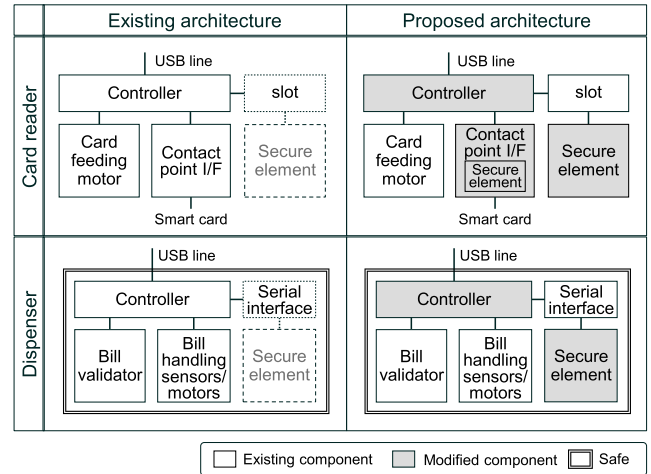 Existing architecture
Proposed architecture
Card reader
USB line
Controller
slot
Card
feeding
motor
Contact
point I/F
Secure
element
Smart card
USB line
Controller
slot
Card
feeding
motor
Contact
point I/F
Secure
element
Secure
element
Smart card
Dispenser
USB line
Controller
Serial
interface
Bill
validator
Bill
handling
sensors/
motors
Secure
element
USB line
Controller
Serial
interface
Bill
validator
Bill
handling
sensors/
motors
Secure
element
Existing component
Modified component
Safe